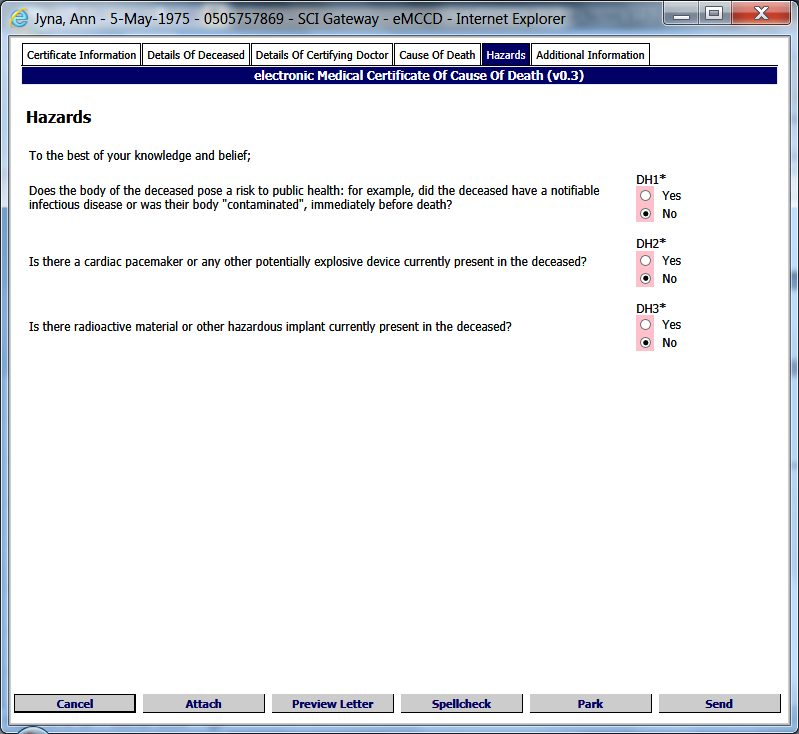 Jyna, Ann - 5-May-1975 - 0505757869 - SCI Gateway - eMCCD - Internet Explorer
Certificate Information Details Of Deceased Details Of Certifying Doctor Cause Of Death Hazards Additional Information
electronic Medical Certificate Of Cause Of Death (v0.3)
Hazards
To the best of your knowledge and belief;
DH1*
Does the body of the deceased pose a risk to public health: for example, did the deceased have a notifiable
infectious disease or was their body "contaminated", immediately before death?
Yes
No
DH2*
Is there a cardiac pacemaker or any other potentially explosive device currently present in the deceased?
Yes
No
DH3*
Is there radioactive material or other hazardous implant currently present in the deceased?
Yes
No
Cancel Attach Preview Letter Spellcheck Park Send